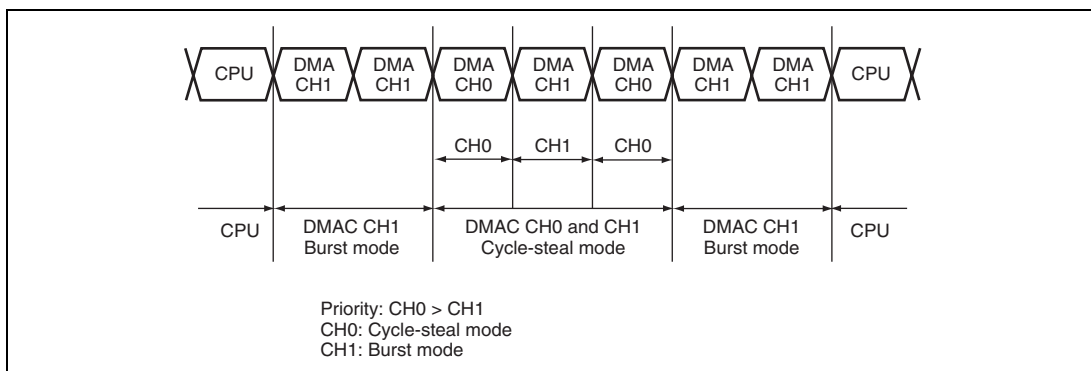 CPU DMA DMA DMA DMA DMA DMA DMA CPU
CH1 CH1 CH0 CH1 CH0 CH1 CH1
CH0 CH1 CH0
CPU DMAC CH1 DMAC CH0 and CH1 DMAC CH1 CPU
Burst mode Cycle-steal mode Burst mode
Priority: CH0 > CH1
CH0: Cycle-steal mode
CH1: Burst mode